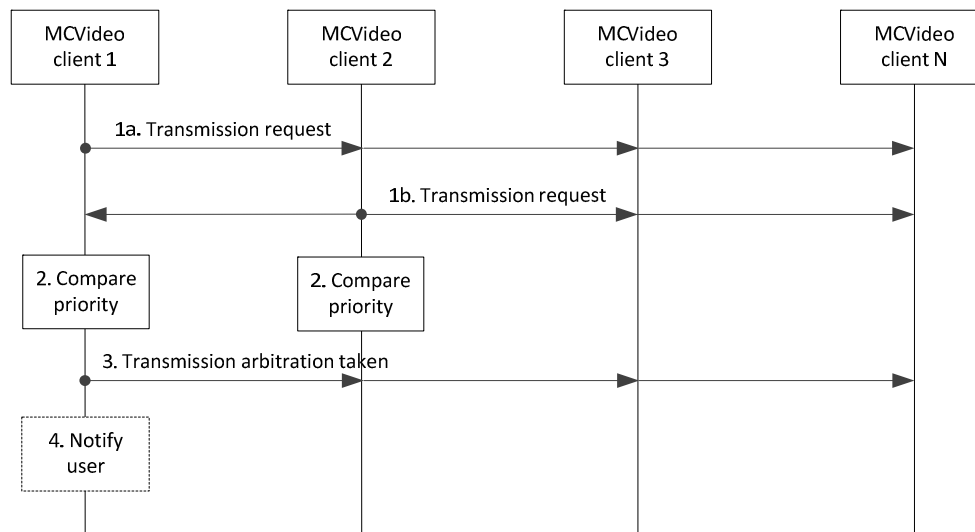 MCVideo
client 1
MCVideo
client 2
MCVideo
client 3
MCVideo
client N
1a. Transmission request
1b. Transmission request
2. Compare
priority
2. Compare
priority
3. Transmission arbitration taken
4. Notify
user